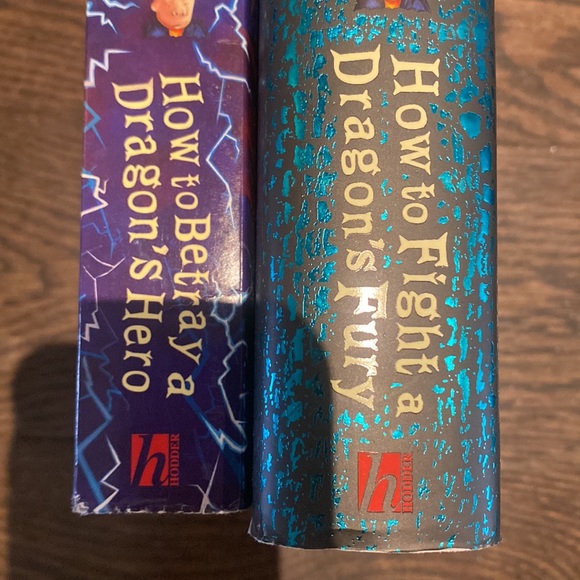 How to Betray a
Dragon's Hero
h
HODDER
How to Fight a
Dragon's Fury
h
HODDER